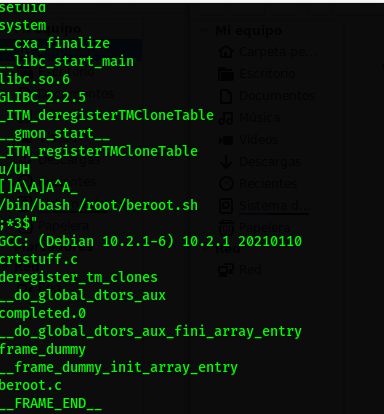 setuid
system
__cxa_finalize
__libc_start_main
libc.so.6
GLIBC_2.2.5
_ITM_deregisterTMCloneTable
__gmon_start__
_ITM_registerTMCloneTable
u/UH
[]A\A]A^A_
/bin/bash /root/beroot.sh
;*3$"
GCC: (Debian 10.2.1-6) 10.2.1 20210110
crtstuff.c
deregister_tm_clones
__do_global_dtors_aux
completed.0
__do_global_dtors_aux_fini_array_entry
frame_dummy
__frame_dummy_init_array_entry
beroot.c
__FRAME_END__
Mi equipo
Carpeta pe...
Escritorio
Documentos
Música
Vídeos
Descargas
Recientes
Sistema d...
Papelera
Red